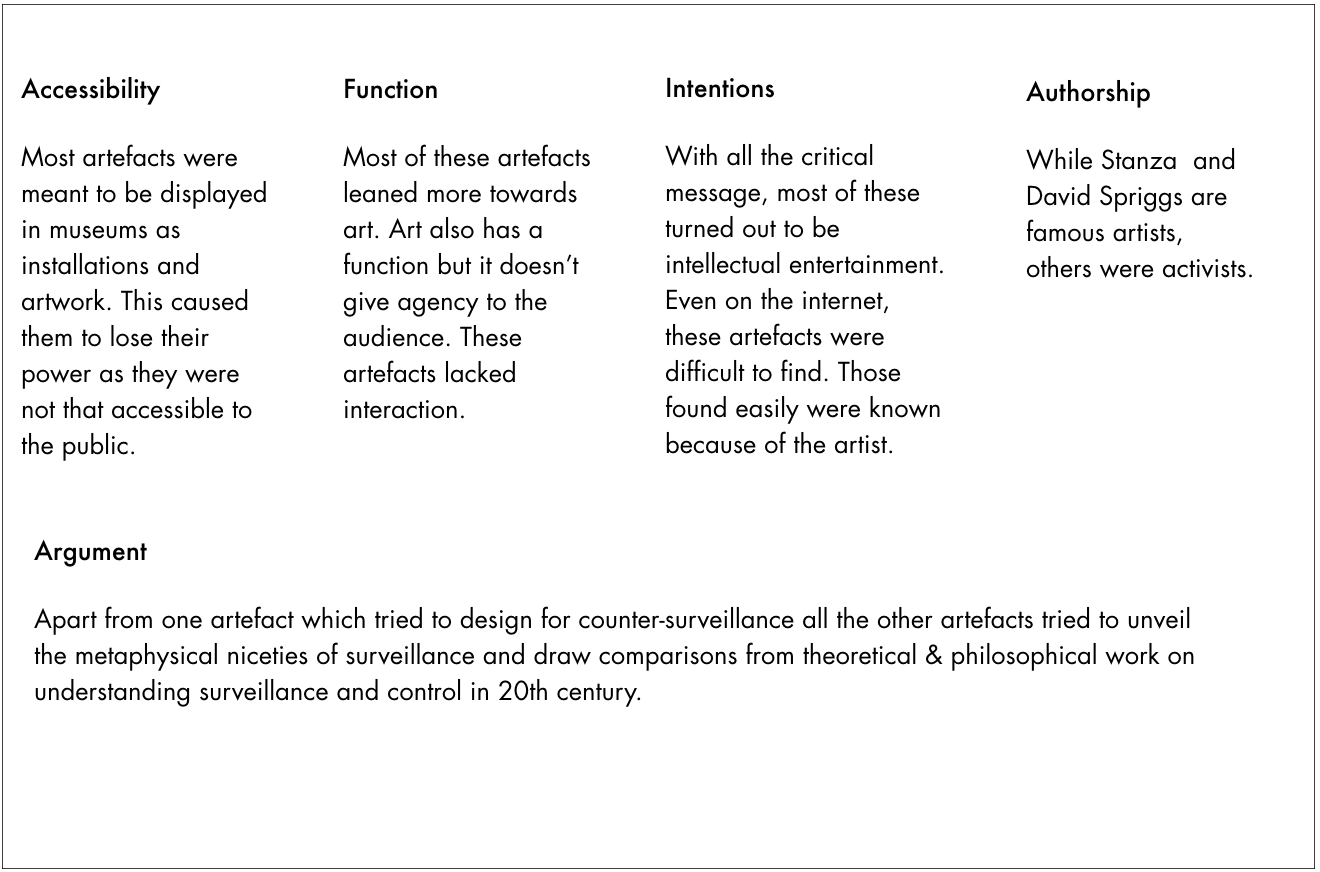 Accessibility
Most artefacts were
meant to be displayed
in museums as
installations and
artwork. This caused
them to lose their
power as they were
not that accessible to
the public.
Function
Most of these artefacts
leaned more towards
art. Art also has a
function but it doesn’t
give agency to the
audience. These
artefacts lacked
interaction.
Intentions
With all the critical
message, most of these
turned out to be
intellectual entertainment.
Even on the internet,
these artefacts were
difficult to find. Those
found easily were known
because of the artist.
Authorship
While Stanza  and
David Spriggs are
famous artists,
others were activists.
Argument
Apart from one artefact which tried to design for counter-surveillance all the other artefacts tried to unveil
the metaphysical niceties of surveillance and draw comparisons from theoretical & philosophical work on
understanding surveillance and control in 20th century.